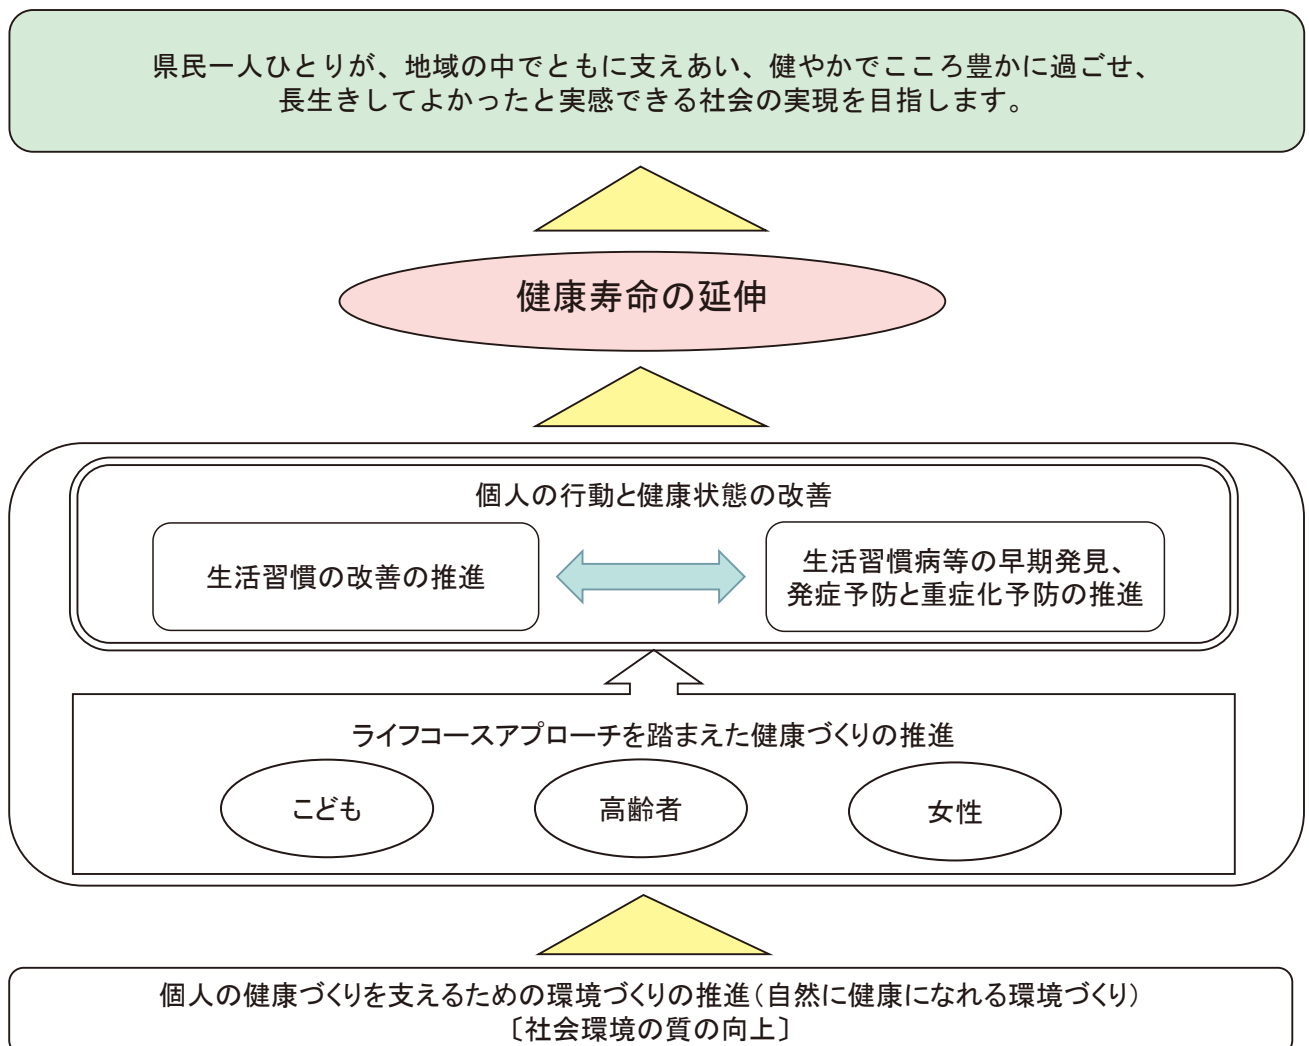 県民一人ひとりが、地域の中でともに支えあい、健やかでこころ豊かに過ごせ、
長生きしてよかったと実感できる社会の実現を目指します。
健康寿命の延伸
個人の行動と健康状態の改善
生活習慣の改善の推進
生活習慣病等の早期発見、
発症予防と重症化予防の推進
ライフコースアプローチを踏まえた健康づくりの推進
こども
高齢者
女性
個人の健康づくりを支えるための環境づくりの推進(自然に健康になれる環境づくり)
〔社会環境の質の向上〕